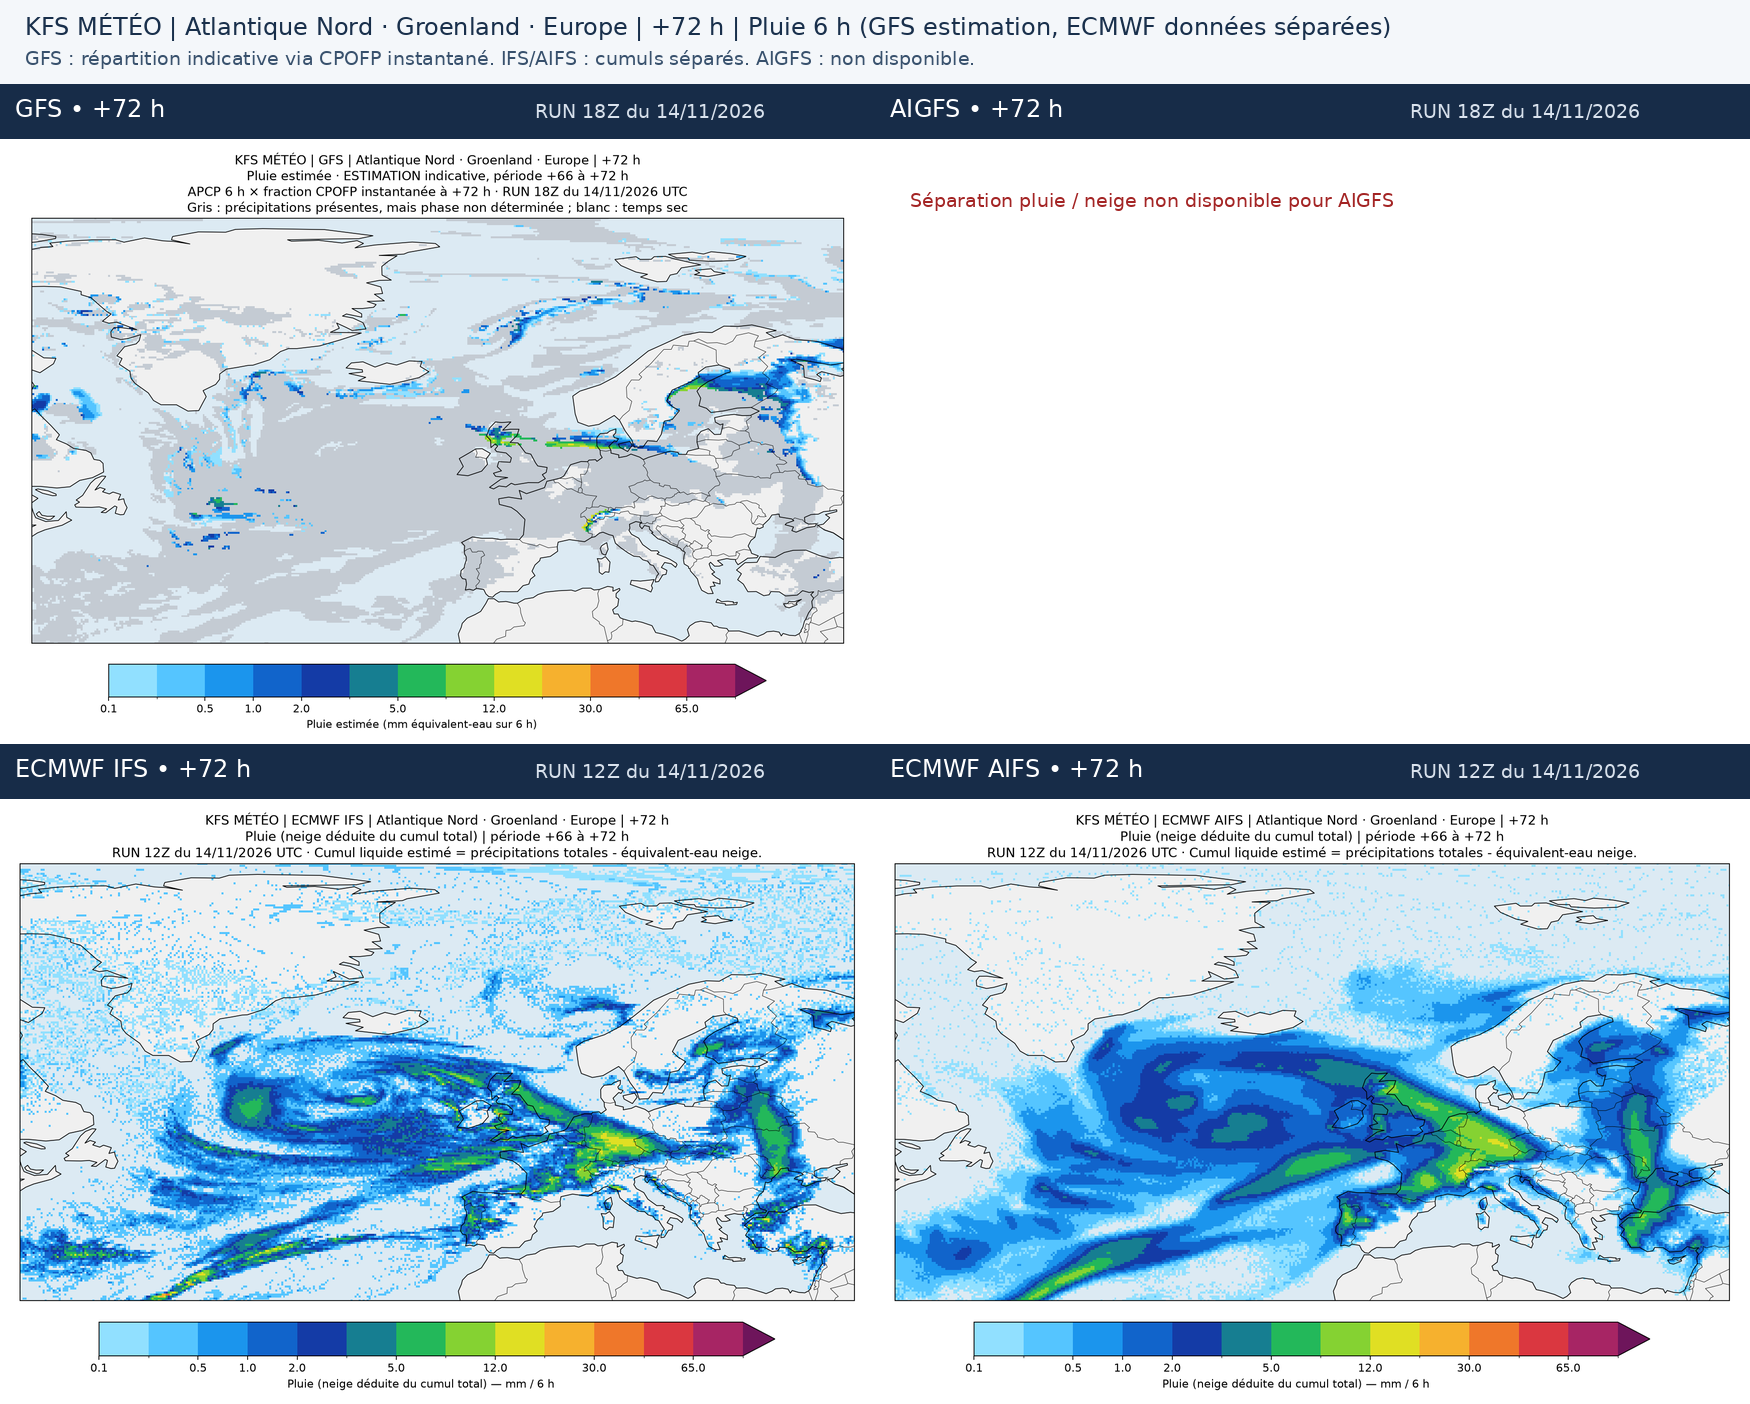 KFS MÉTÉO | Atlantique Nord · Groenland · Europe | +72 h | Pluie 6 h (GFS estimation, ECMWF données séparées)
GFS : répartition indicative via CPOFP instantané. IFS/AIFS : cumuls séparés. AIGFS : non disponible.
GFS • +72 h
RUN 18Z du 14/11/2026
AIGFS • +72 h
RUN 18Z du 14/11/2026
KFS MÉTÉO | GFS | Atlantique Nord · Groenland · Europe | +72 h
Pluie estimée · ESTIMATION indicative, période +66 à +72 h
APCP 6 h × fraction CPOFP instantanée à +72 h · RUN 18Z du 14/11/2026 UTC
Gris : précipitations présentes, mais phase non déterminée ; blanc : temps sec
Séparation pluie / neige non disponible pour AIGFS
0.1 0.5 1.0 2.0 5.0 12.0 30.0 65.0
Pluie estimée (mm équivalent-eau sur 6 h)
ECMWF IFS • +72 h
RUN 12Z du 14/11/2026
ECMWF AIFS • +72 h
RUN 12Z du 14/11/2026
KFS MÉTÉO | ECMWF IFS | Atlantique Nord · Groenland · Europe | +72 h
Pluie (neige déduite du cumul total) | période +66 à +72 h
RUN 12Z du 14/11/2026 UTC · Cumul liquide estimé = précipitations totales - équivalent-eau neige.
0.1 0.5 1.0 2.0 5.0 12.0 30.0 65.0
Pluie (neige déduite du cumul total) — mm / 6 h
KFS MÉTÉO | ECMWF AIFS | Atlantique Nord · Groenland · Europe | +72 h
Pluie (neige déduite du cumul total) | période +66 à +72 h
RUN 12Z du 14/11/2026 UTC · Cumul liquide estimé = précipitations totales - équivalent-eau neige.
0.1 0.5 1.0 2.0 5.0 12.0 30.0 65.0
Pluie (neige déduite du cumul total) — mm / 6 h